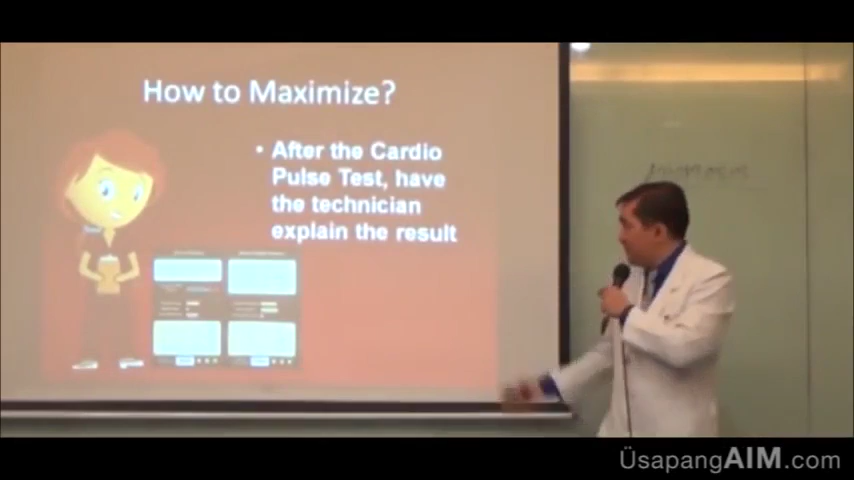 How to Maximize?
• After the Cardio
Pulse Test, have
the technician
explain the result
ÜsapangAIM.com